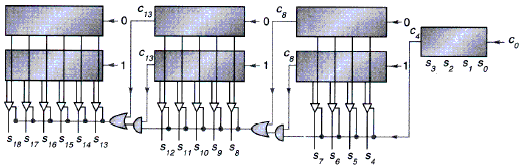 C13 0 C8 0 C4
S3 S2 S1 S0 C0
C13 1 C8 1
S18 S17 S16 S15 S14 S13 S12 S11 S10 S9 S8 S7 S6 S5 S4